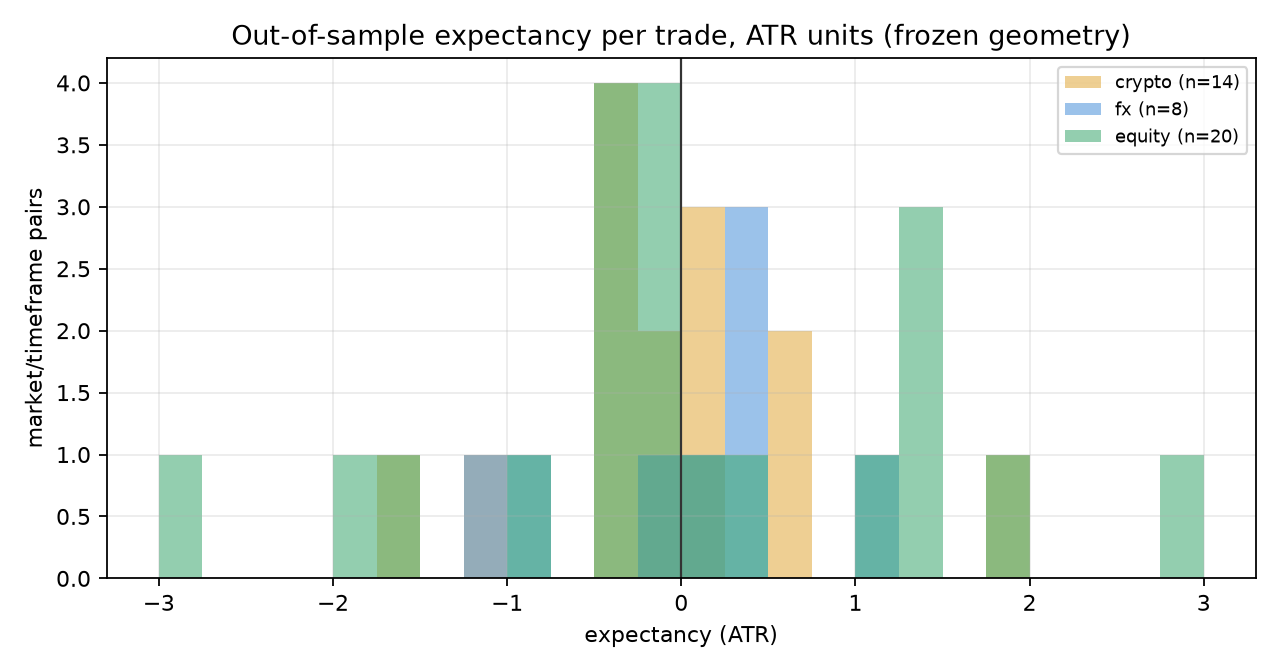 Out-of-sample expectancy per trade, ATR units (frozen geometry)
crypto (n=14)
fx (n=8)
equity (n=20)
market/timeframe pairs
4.0
3.5
3.0
2.5
2.0
1.5
1.0
0.5
0.0
−3 −2 −1 0 1 2 3
expectancy (ATR)